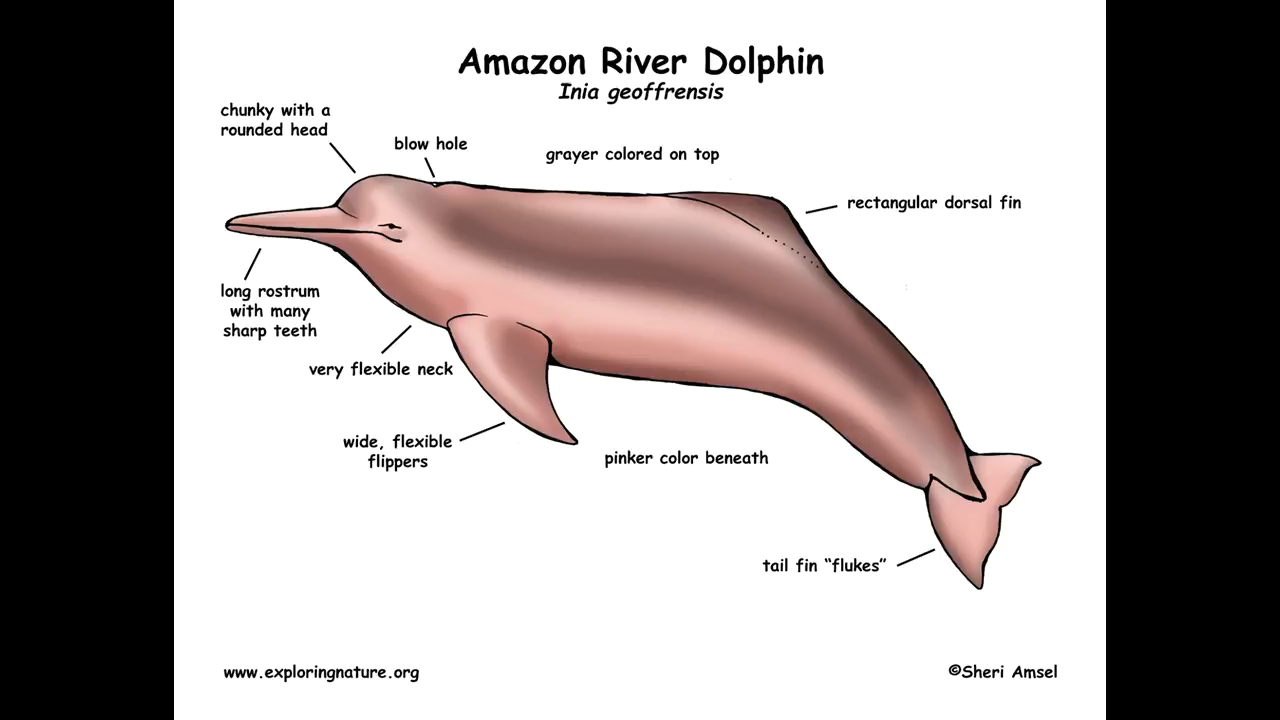 Amazon River Dolphin
Inia geoffrensis
chunky with a
rounded head
blow hole
grayer colored on top
rectangular dorsal fin
long rostrum
with many
sharp teeth
very flexible neck
wide, flexible
flippers
pinker color beneath
tail fin “flukes”
www.exploringnature.org
©Sheri Amsel